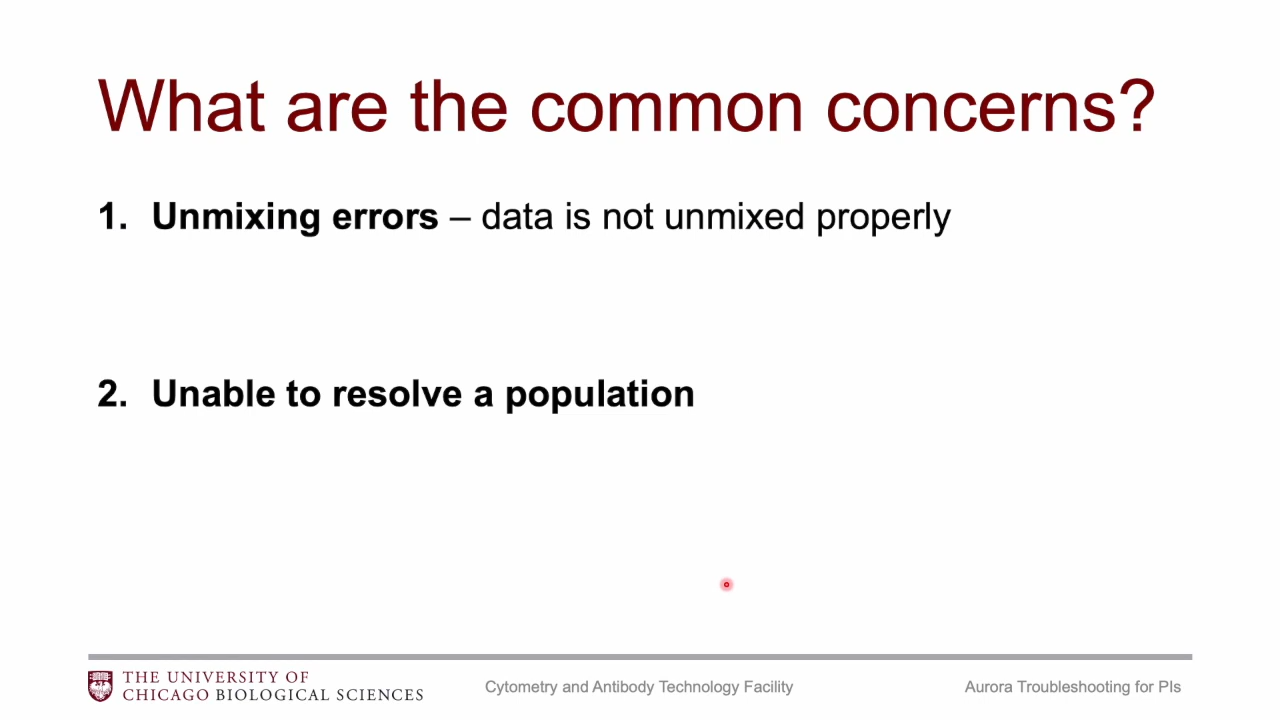 What are the common concerns?
1. Unmixing errors – data is not unmixed properly
2. Unable to resolve a population
THE UNIVERSITY OF
CHICAGO BIOLOGICAL SCIENCES
Cytometry and Antibody Technology Facility
Aurora Troubleshooting for PIs